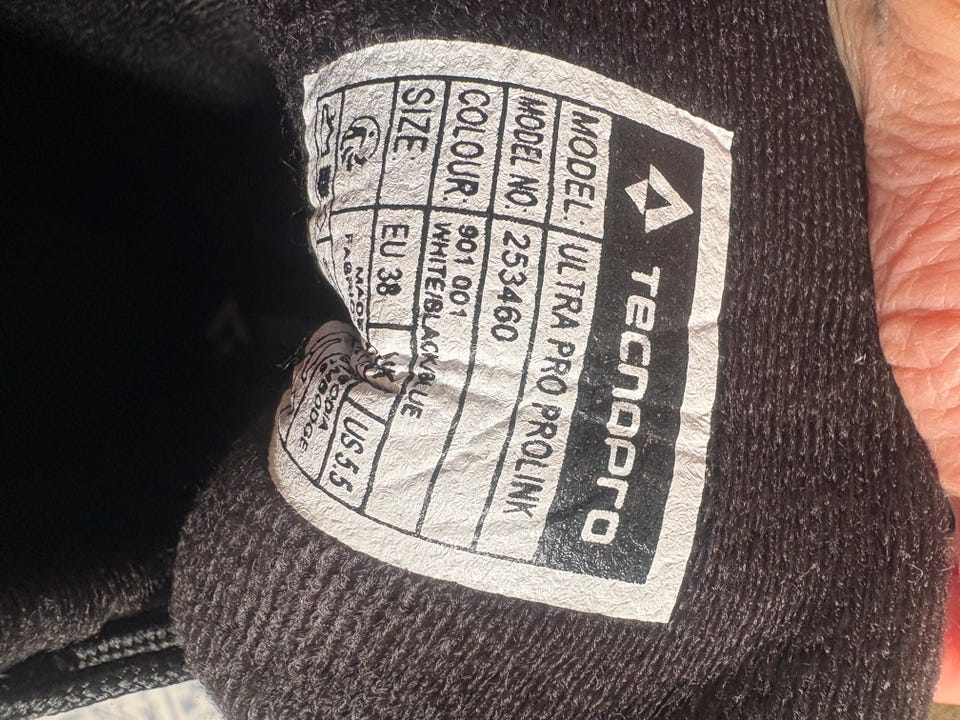 TECNOPRO
MODEL: ULTRA PRO PROLINK
MODEL NO: 253460
COLOUR: 901 001
WHITE/BLACK/BLUE
SIZE: EU 38 UK US 5.5